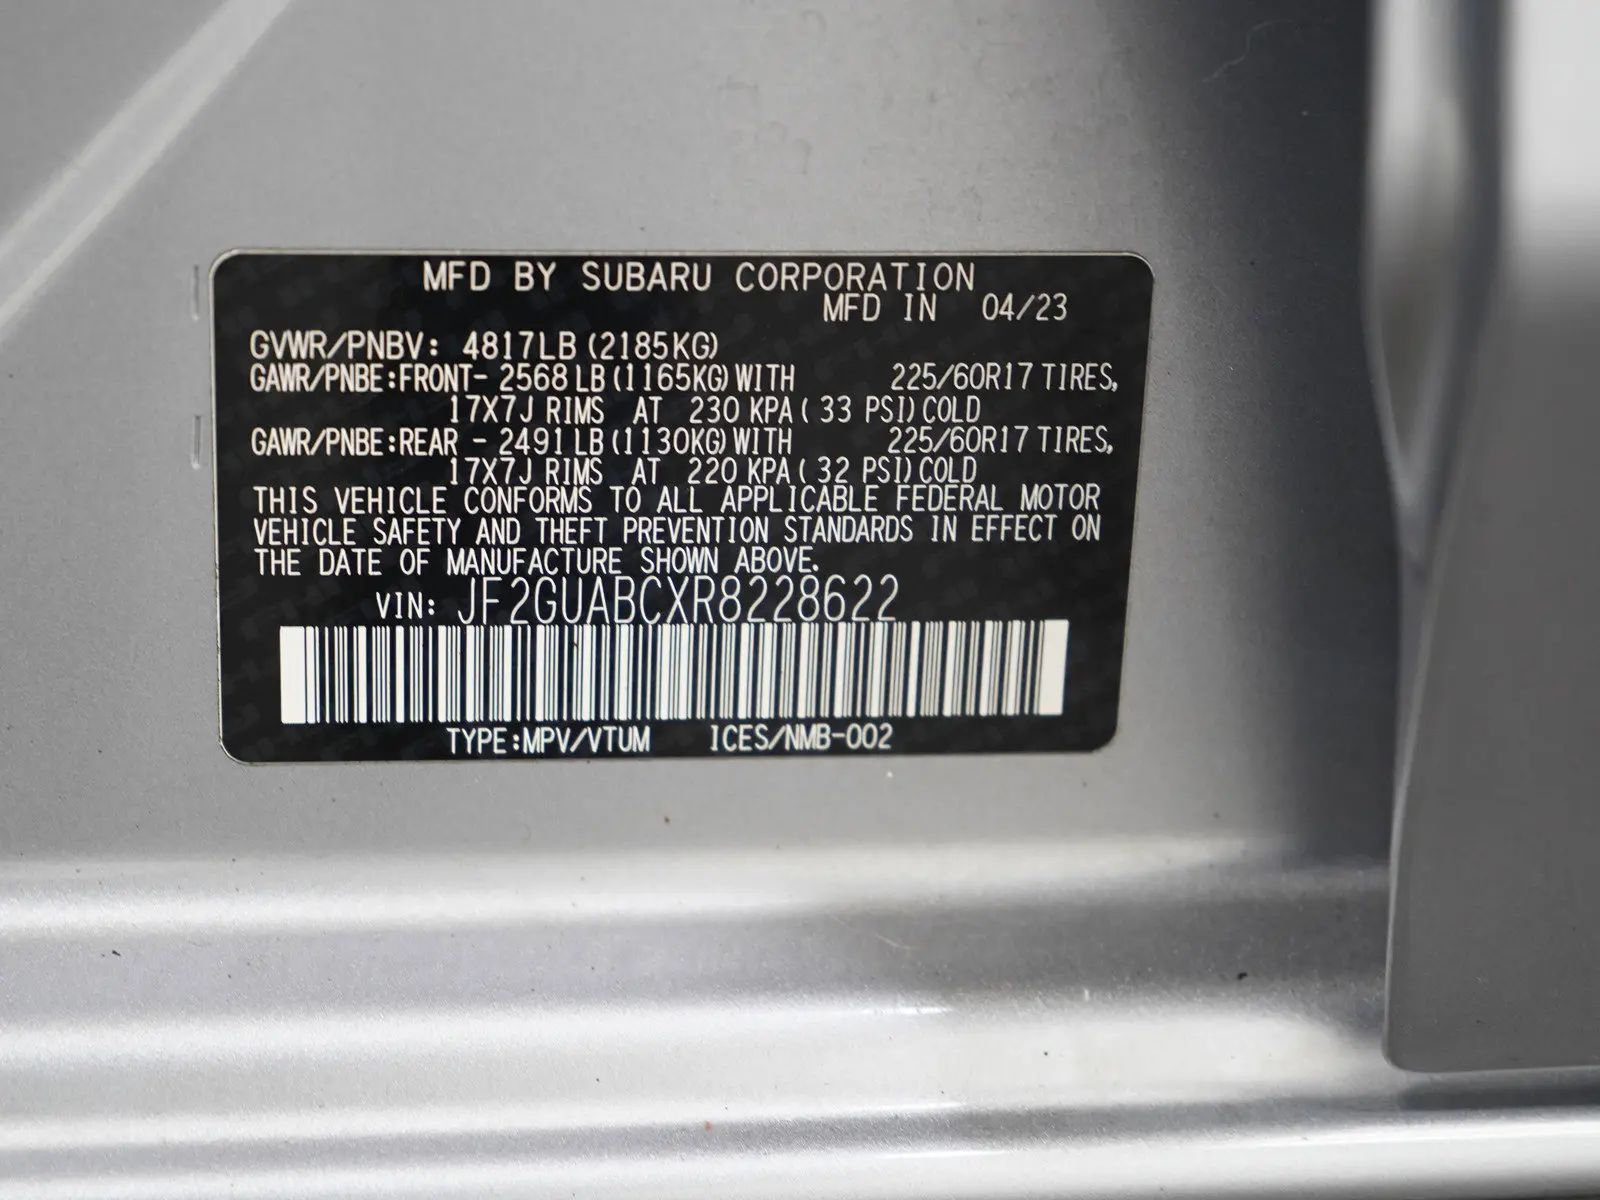 MFD BY SUBARU CORPORATION
MFD IN 04/23
GVWR/PNBV: 4817LB (2185KG)
GAWR/PNBE:FRONT- 2568 LB (1165KG) WITH 225/60R17 TIRES,
17X7J RIMS AT 230 KPA ( 33 PSI) COLD
GAWR/PNBE:REAR - 2491 LB (1130KG) WITH 225/60R17 TIRES,
17X7J RIMS AT 220 KPA ( 32 PSI) COLD
THIS VEHICLE CONFORMS TO ALL APPLICABLE FEDERAL MOTOR
VEHICLE SAFETY AND THEFT PREVENTION STANDARDS IN EFFECT ON
THE DATE OF MANUFACTURE SHOWN ABOVE.
VIN: JF2GUABCXR8228622
TYPE:MPV/VTUM ICES/NMB-002